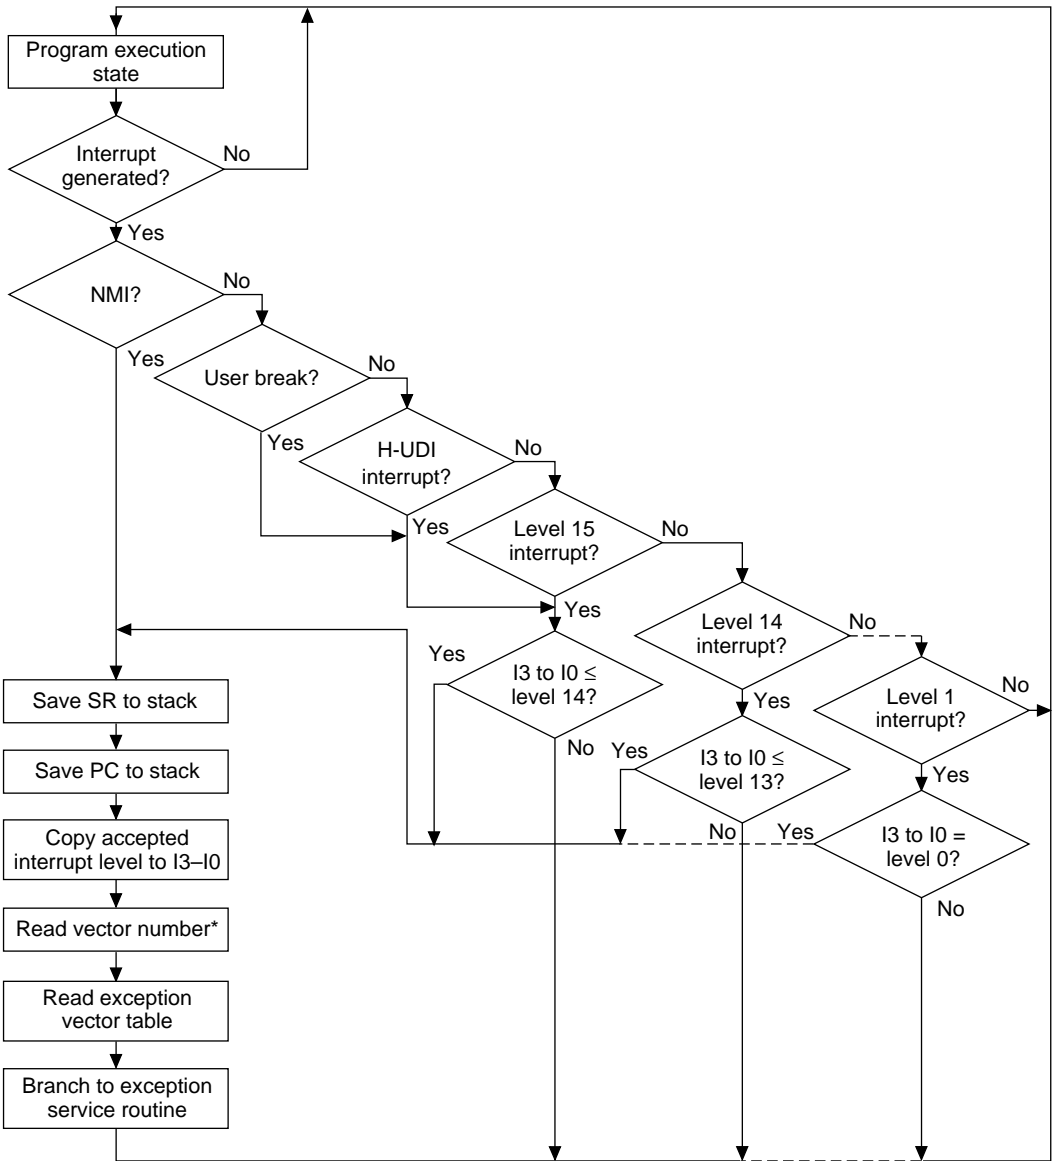 Program execution
state
Interrupt
generated?
No
Yes
NMI?
No
Yes
User break?
No
Yes
H-UDI
interrupt?
No
Yes
Level 15
interrupt?
No
Yes
Level 14
interrupt?
No
Yes
Level 1
interrupt?
No
Yes
I3 to I0 ≤
level 14?
Yes
No
I3 to I0 ≤
level 13?
Yes
No
I3 to I0 =
level 0?
Yes
No
Save SR to stack
Save PC to stack
Copy accepted
interrupt level to I3–I0
Read vector number*
Read exception
vector table
Branch to exception
service routine